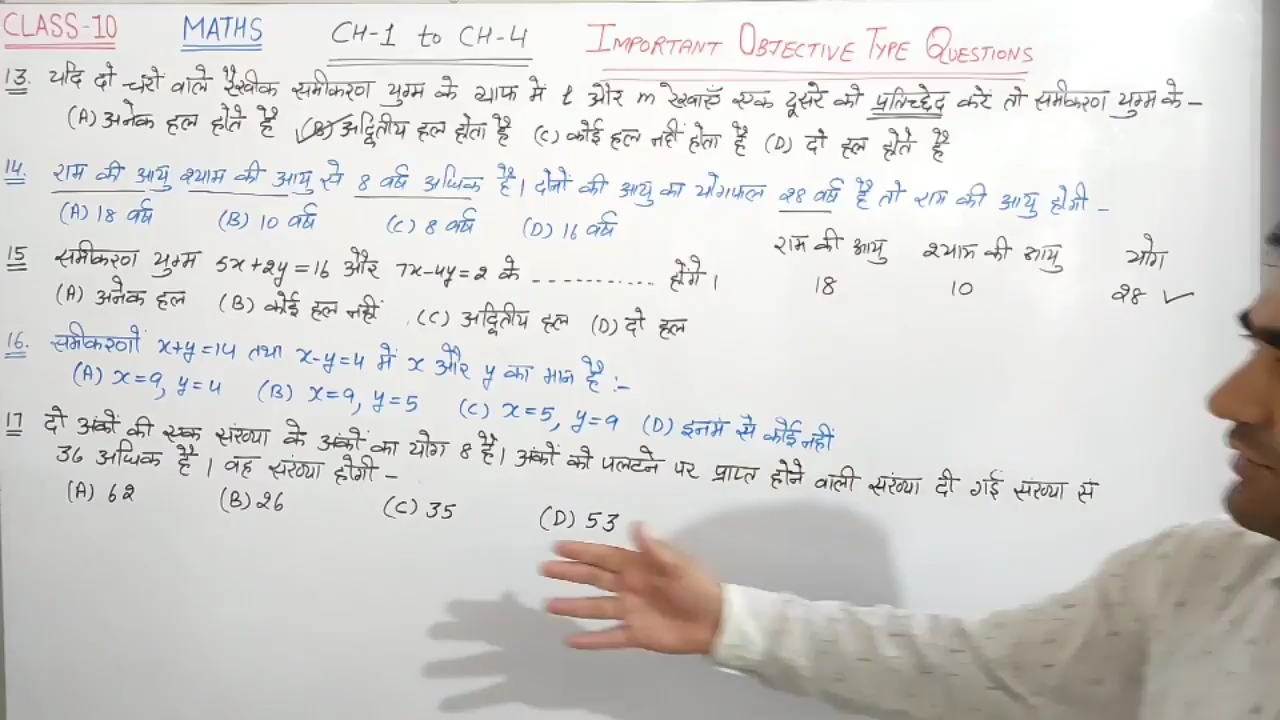 CLASS-10 MATHS CH-1 to CH-4 IMPORTANT OBJECTIVE TYPE QUESTIONS
13. यदि दो चरों वाले रैखीक समीकरण युग्म के ग्राफ में l और m रेखाएँ एक दूसरे को प्रतिच्छेद करें तो समीकरण युग्म के -
(A) अनेक हल होते है (B) अद्वितीय हल होता है (C) कोई हल नहीं होता है (D) दो हल होते है
14. राम की आयु श्याम की आयु से 8 वर्ष अधिक है। दोनों की आयु का योगफल २8 वर्ष है तो राम की आयु होगी -
(A) 18 वर्ष (B) 10 वर्ष (C) 8 वर्ष (D) 16 वर्ष
राम की आयु श्याम की आयु योग
18 10 28 ✓
15 समीकरण युग्म 5x+2y=16 और 7x-4y=2 के ............ होंगे।
(A) अनेक हल (B) कोई हल नहीं (C) अद्वितीय हल (D) दो हल
16. समीकरणों x+y=14 तथा x-y=4 में x और y का मान है :-
(A) x=9, y=4 (B) x=9, y=5 (C) x=5, y=9 (D) इनमें से कोई नहीं
17 दो अंकों की एक संख्या के अंकों का योग 8 है। अंकों को पलटने पर प्राप्त होने वाली संख्या दी गई संख्या से
36 अधिक है। वह संख्या होगी -
(A) 62 (B) 26 (C) 35 (D) 53